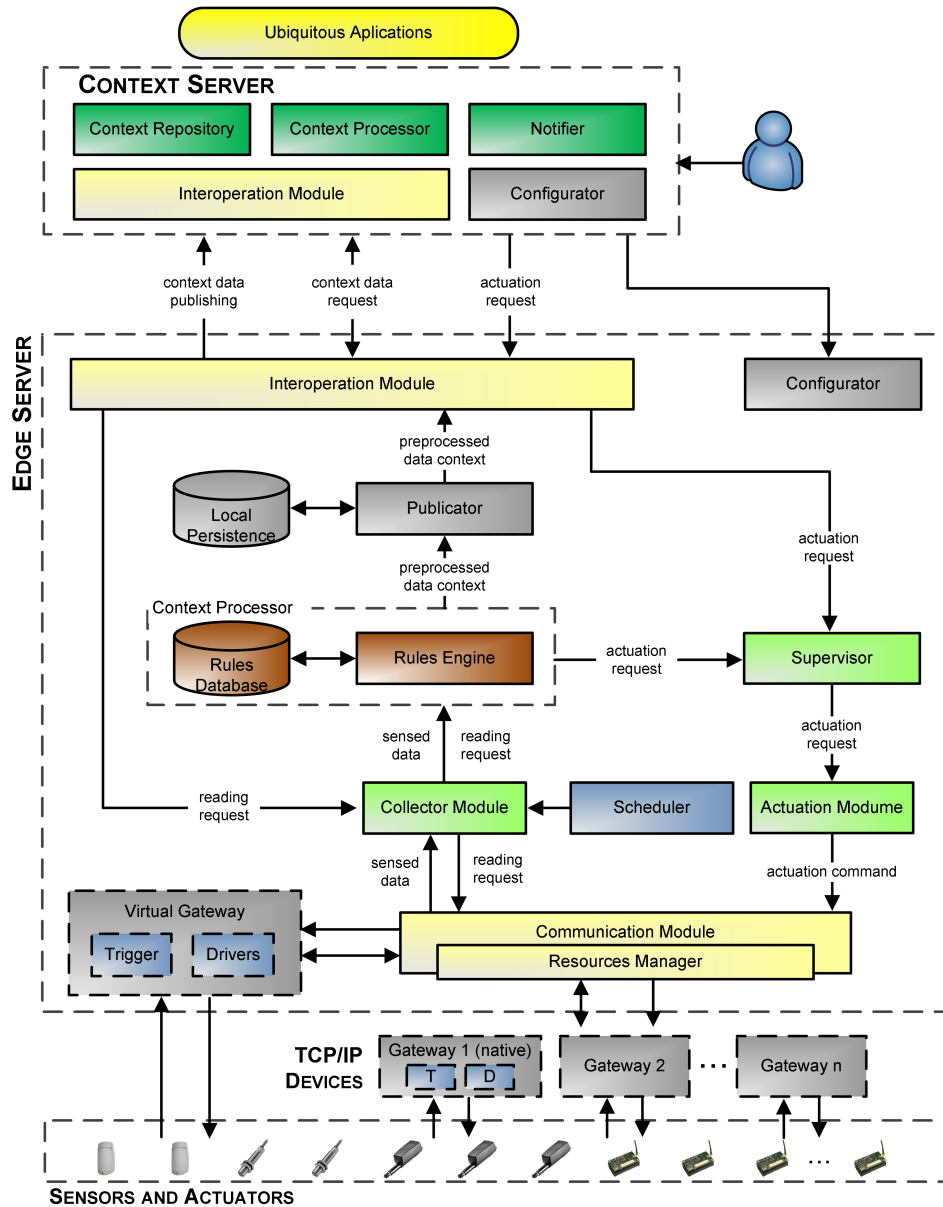 Ubiquitous Aplications
CONTEXT SERVER
Context Repository
Context Processor
Notifier
Interoperation Module
Configurator
context data
publishing
context data
request
actuation
request
EDGE SERVER
Interoperation Module
Configurator
preprocessed
data context
Local
Persistence
Publicator
actuation
request
preprocessed
data context
Context Processor
Rules
Database
Rules Engine
actuation
request
Supervisor
sensed
data
reading
request
actuation
request
reading
request
Collector Module
Scheduler
Actuation Modume
sensed
data
reading
request
actuation command
Virtual Gateway
Trigger
Drivers
Communication Module
Resources Manager
TCP/IP
DEVICES
Gateway 1 (native)
T
D
Gateway 2
...
Gateway n
...
SENSORS AND ACTUATORS